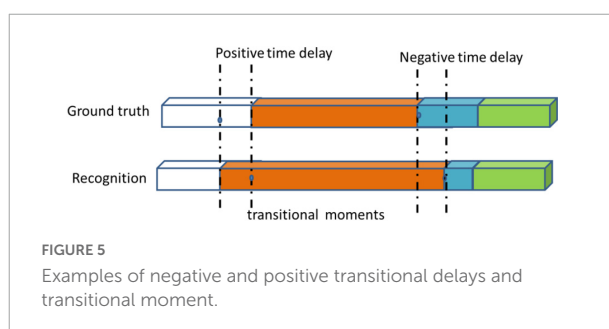 Positive time delay
Negative time delay
Ground truth
Recognition
transitional moments
FIGURE 5
Examples of negative and positive transitional delays and
transitional moment.